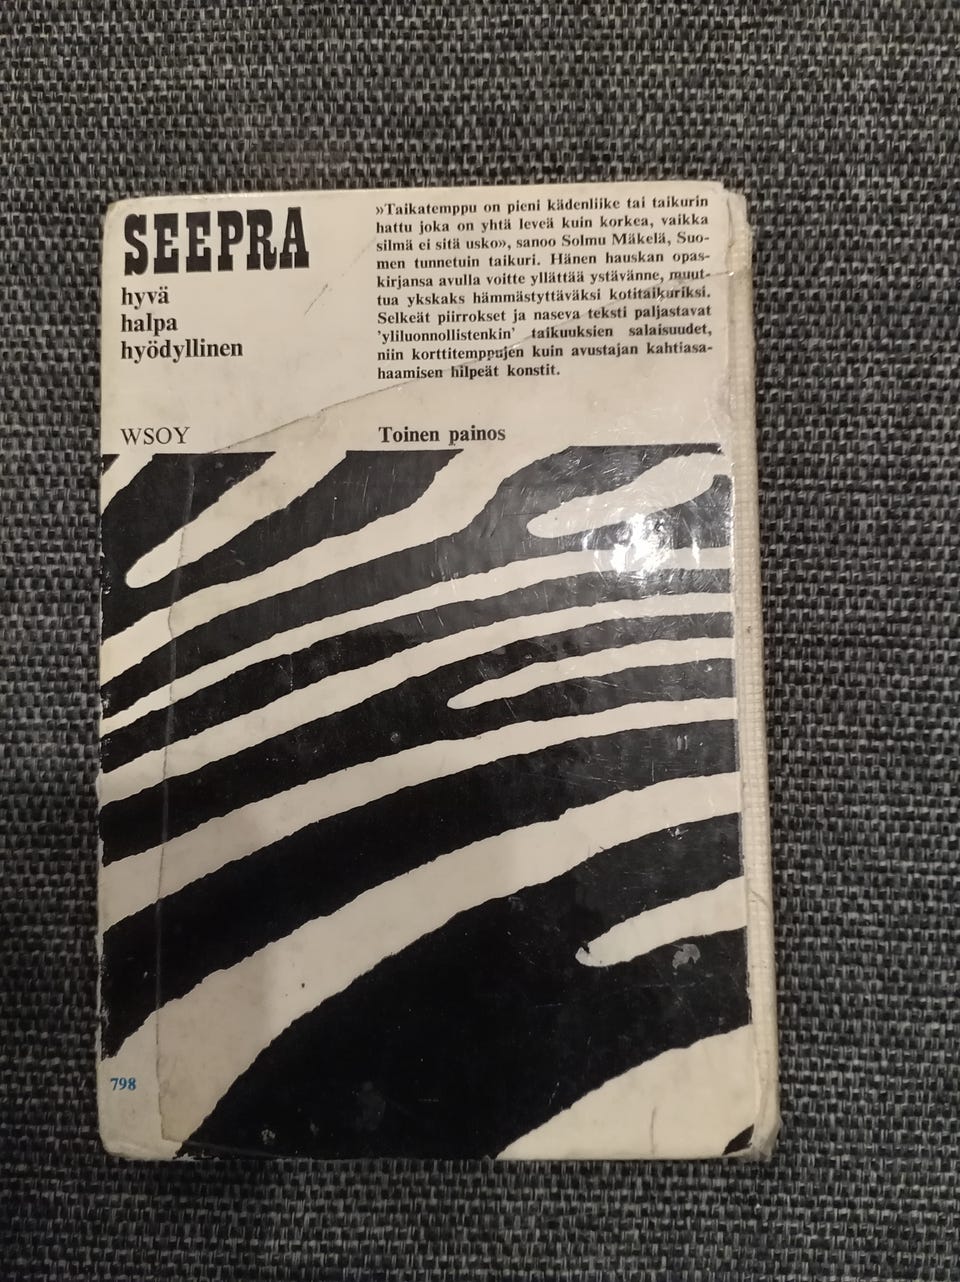 SEEPRA
hyvä
halpa
hyödyllinen
»Taikatemppu on pieni kädenliike tai taikurin
hattu joka on yhtä leveä kuin korkea, vaikka
silmä ei sitä usko», sanoo Solmu Mäkelä, Suo-
men tunnetuin taikuri. Hänen hauskan opas-
kirjansa avulla voitte yllättää ystävänne, muut-
tua ykskaks hämmästyttäväksi kotitaikuriksi.
Selkeät piirrokset ja naseva teksti paljastavat
'yliluonnollistenkin' taikuuksien salaisuudet,
niin korttitemppujen kuin avustajan kahtiasa-
haamisen hilpeät konstit.
WSOY
Toinen painos
798